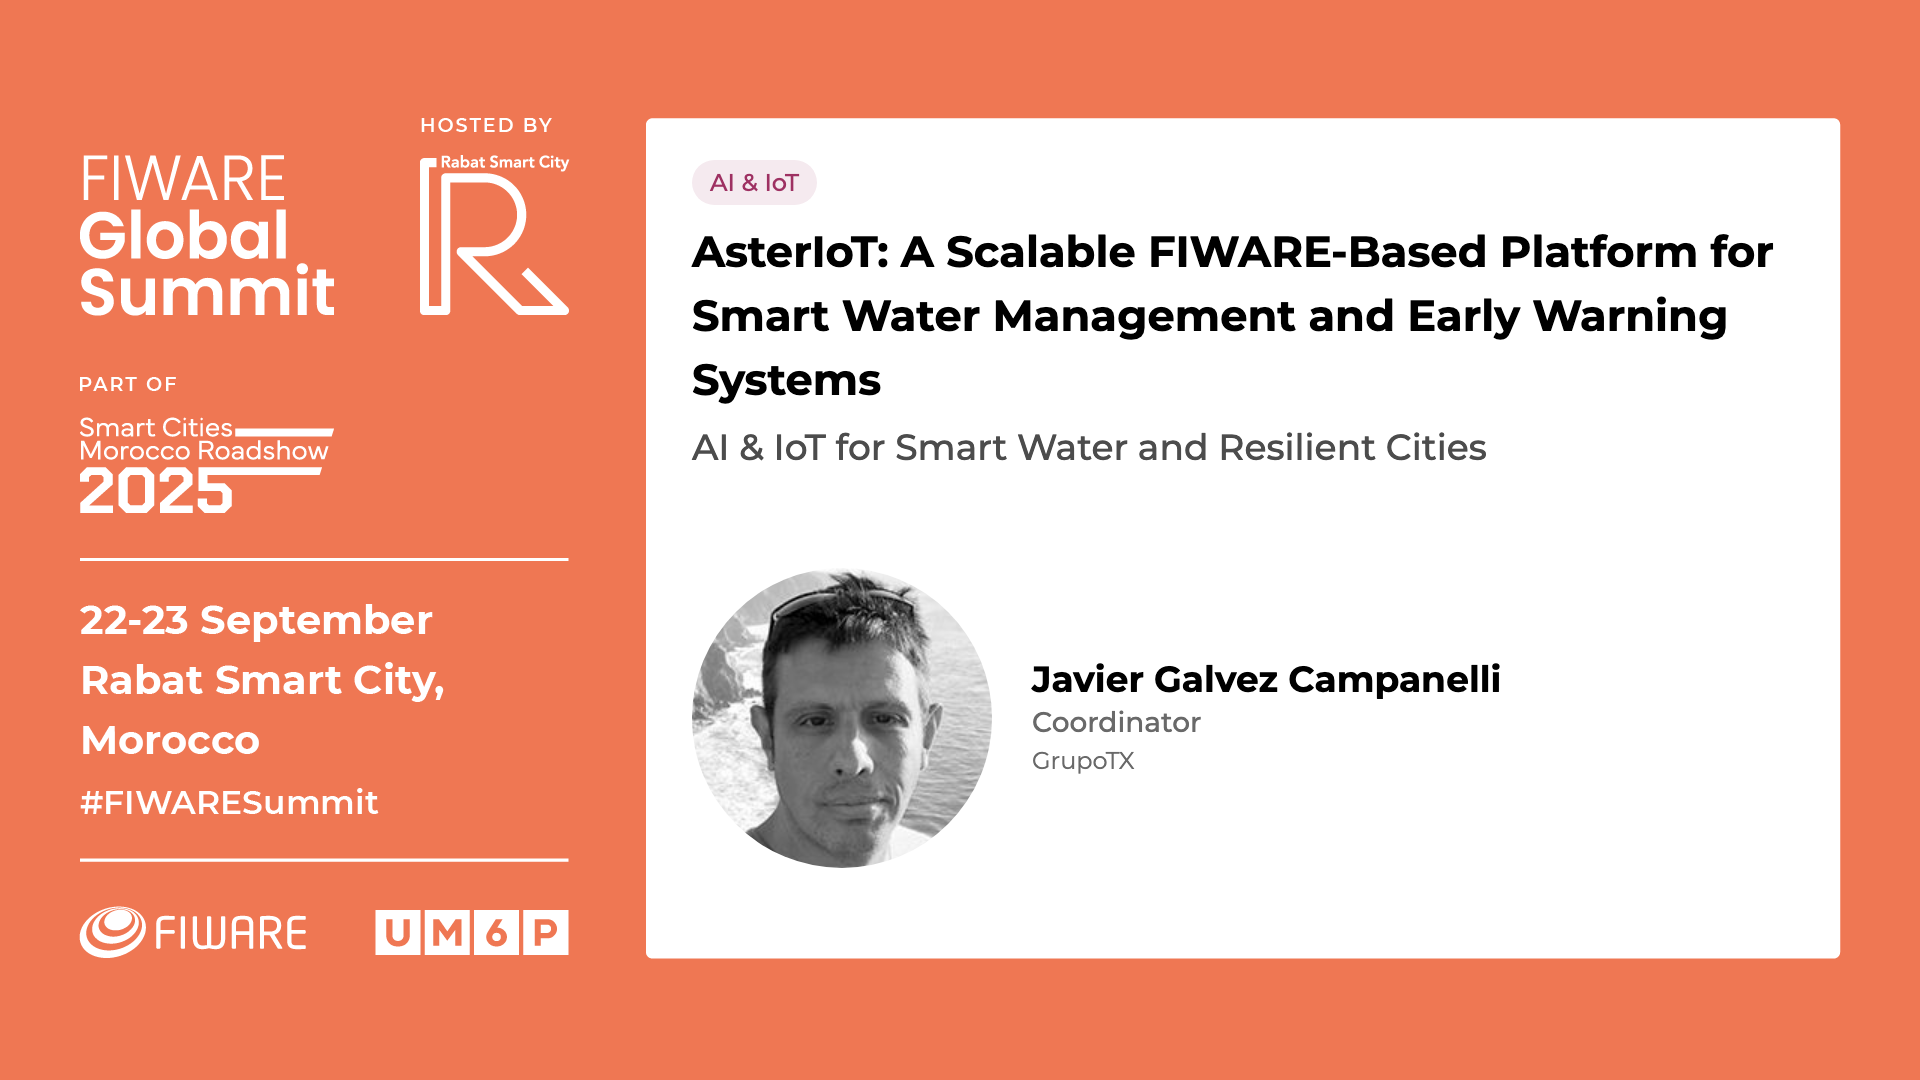 HOSTED BY
FIWARE
Global
Summit
Rabat Smart City
R
PART OF
Smart Cities
Morocco Roadshow
2025
22-23 September
Rabat Smart City,
Morocco
#FIWARESummit
FIWARE
UM6P
AI & IoT
AsterIoT: A Scalable FIWARE-Based Platform for
Smart Water Management and Early Warning
Systems
AI & IoT for Smart Water and Resilient Cities
Javier Galvez Campanelli
Coordinator
GrupoTX